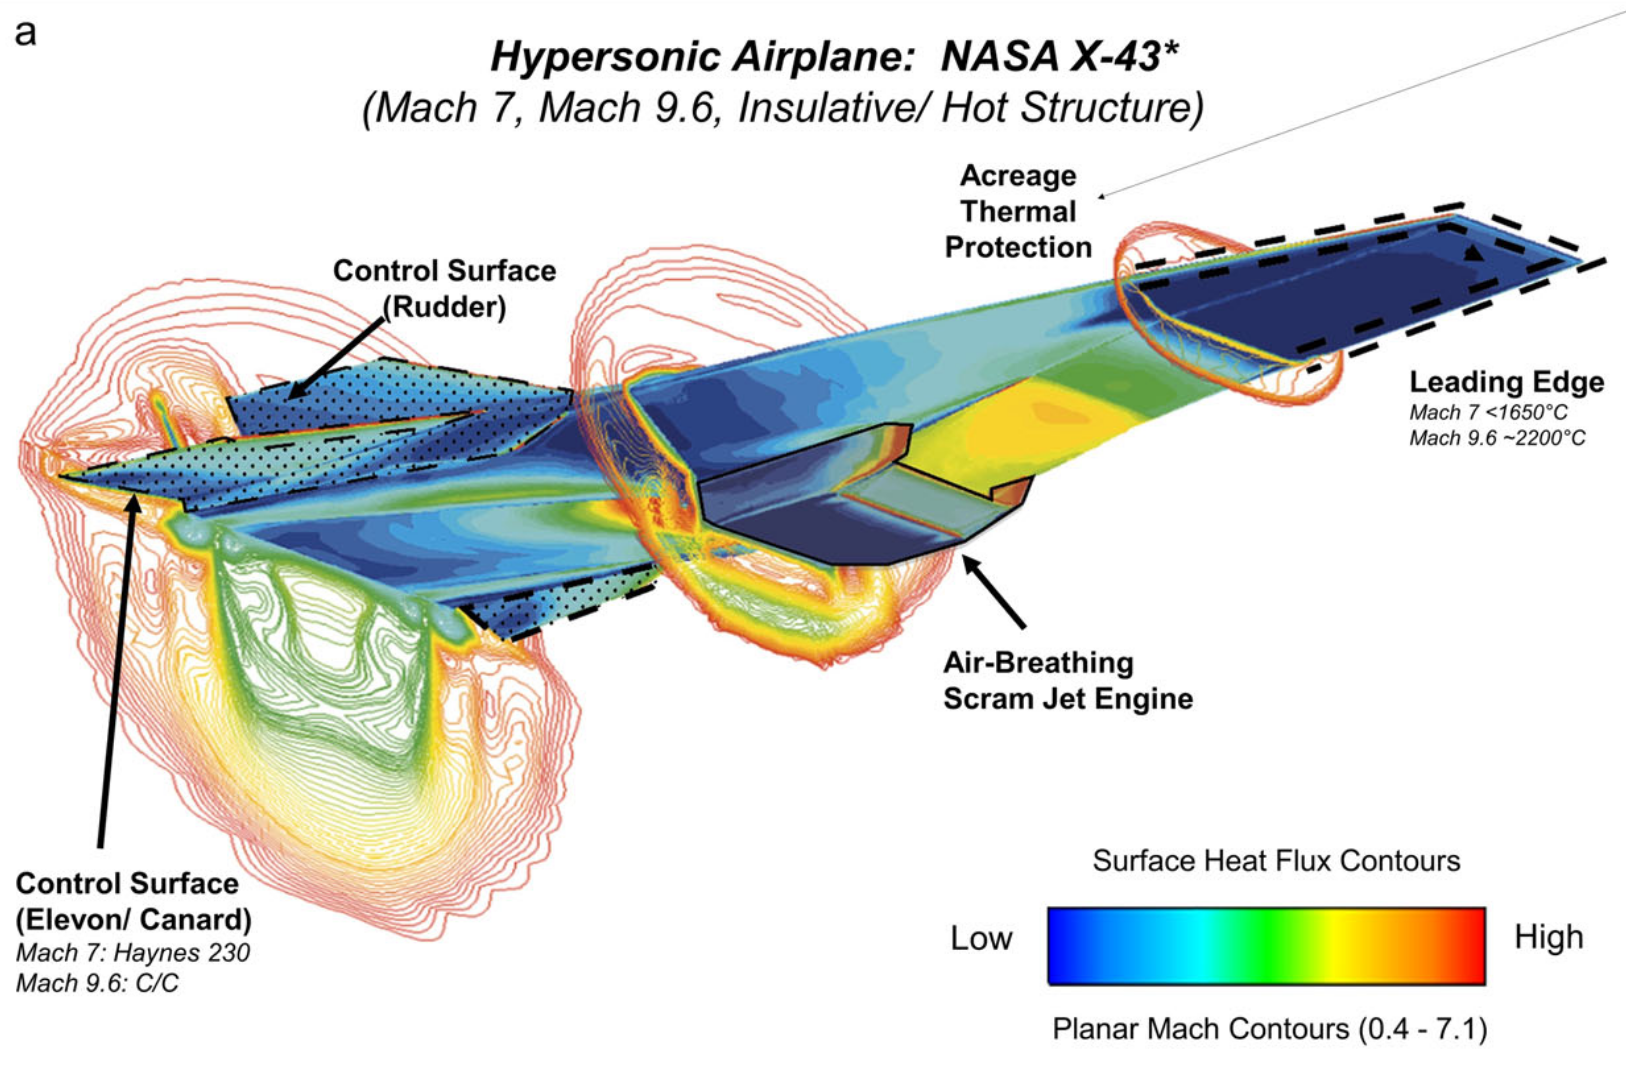 a
Hypersonic Airplane: NASA X-43*
(Mach 7, Mach 9.6, Insulative/ Hot Structure)
Acreage
Thermal
Protection
Control Surface
(Rudder)
Leading Edge
Mach 7 <1650°C
Mach 9.6 ~2200°C
Air-Breathing
Scram Jet Engine
Control Surface
(Elevon/ Canard)
Mach 7: Haynes 230
Mach 9.6: C/C
Surface Heat Flux Contours
Low
High
Planar Mach Contours (0.4 - 7.1)